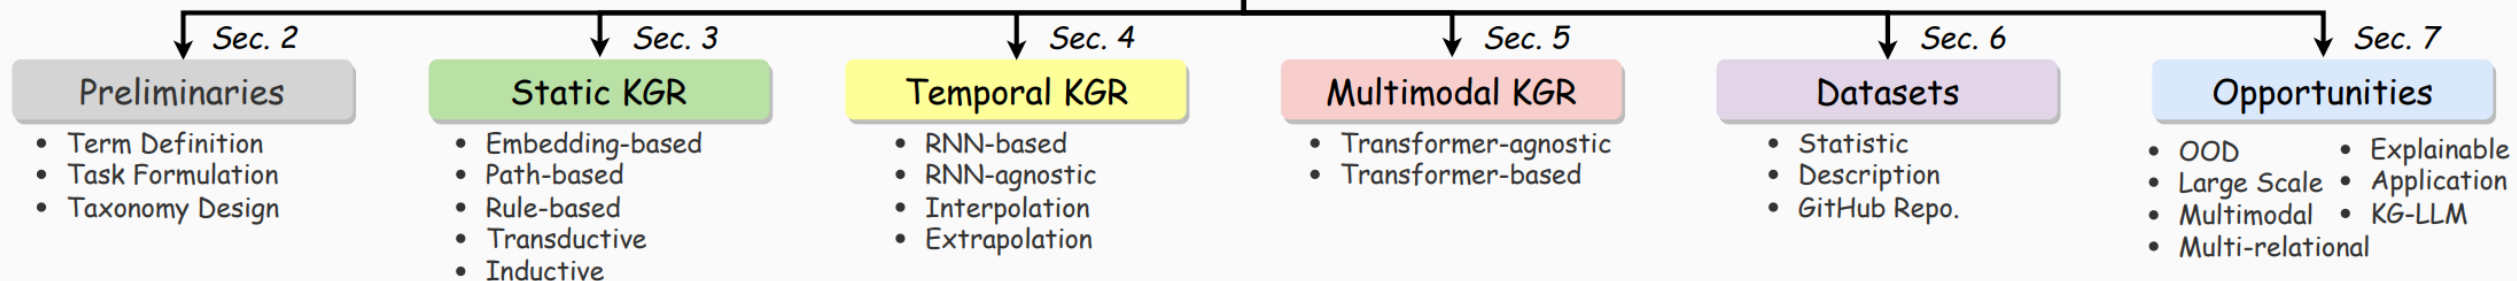 Sec. 2
Preliminaries
• Term Definition
• Task Formulation
• Taxonomy Design
Sec. 3
Static KGR
• Embedding-based
• Path-based
• Rule-based
• Transductive
• Inductive
Sec. 4
Temporal KGR
• RNN-based
• RNN-agnostic
• Interpolation
• Extrapolation
Sec. 5
Multimodal KGR
• Transformer-agnostic
• Transformer-based
Sec. 6
Datasets
• Statistic
• Description
• GitHub Repo.
Sec. 7
Opportunities
• OOD
• Large Scale
• Multimodal
• Multi-relational
• Explainable
• Application
• KG-LLM